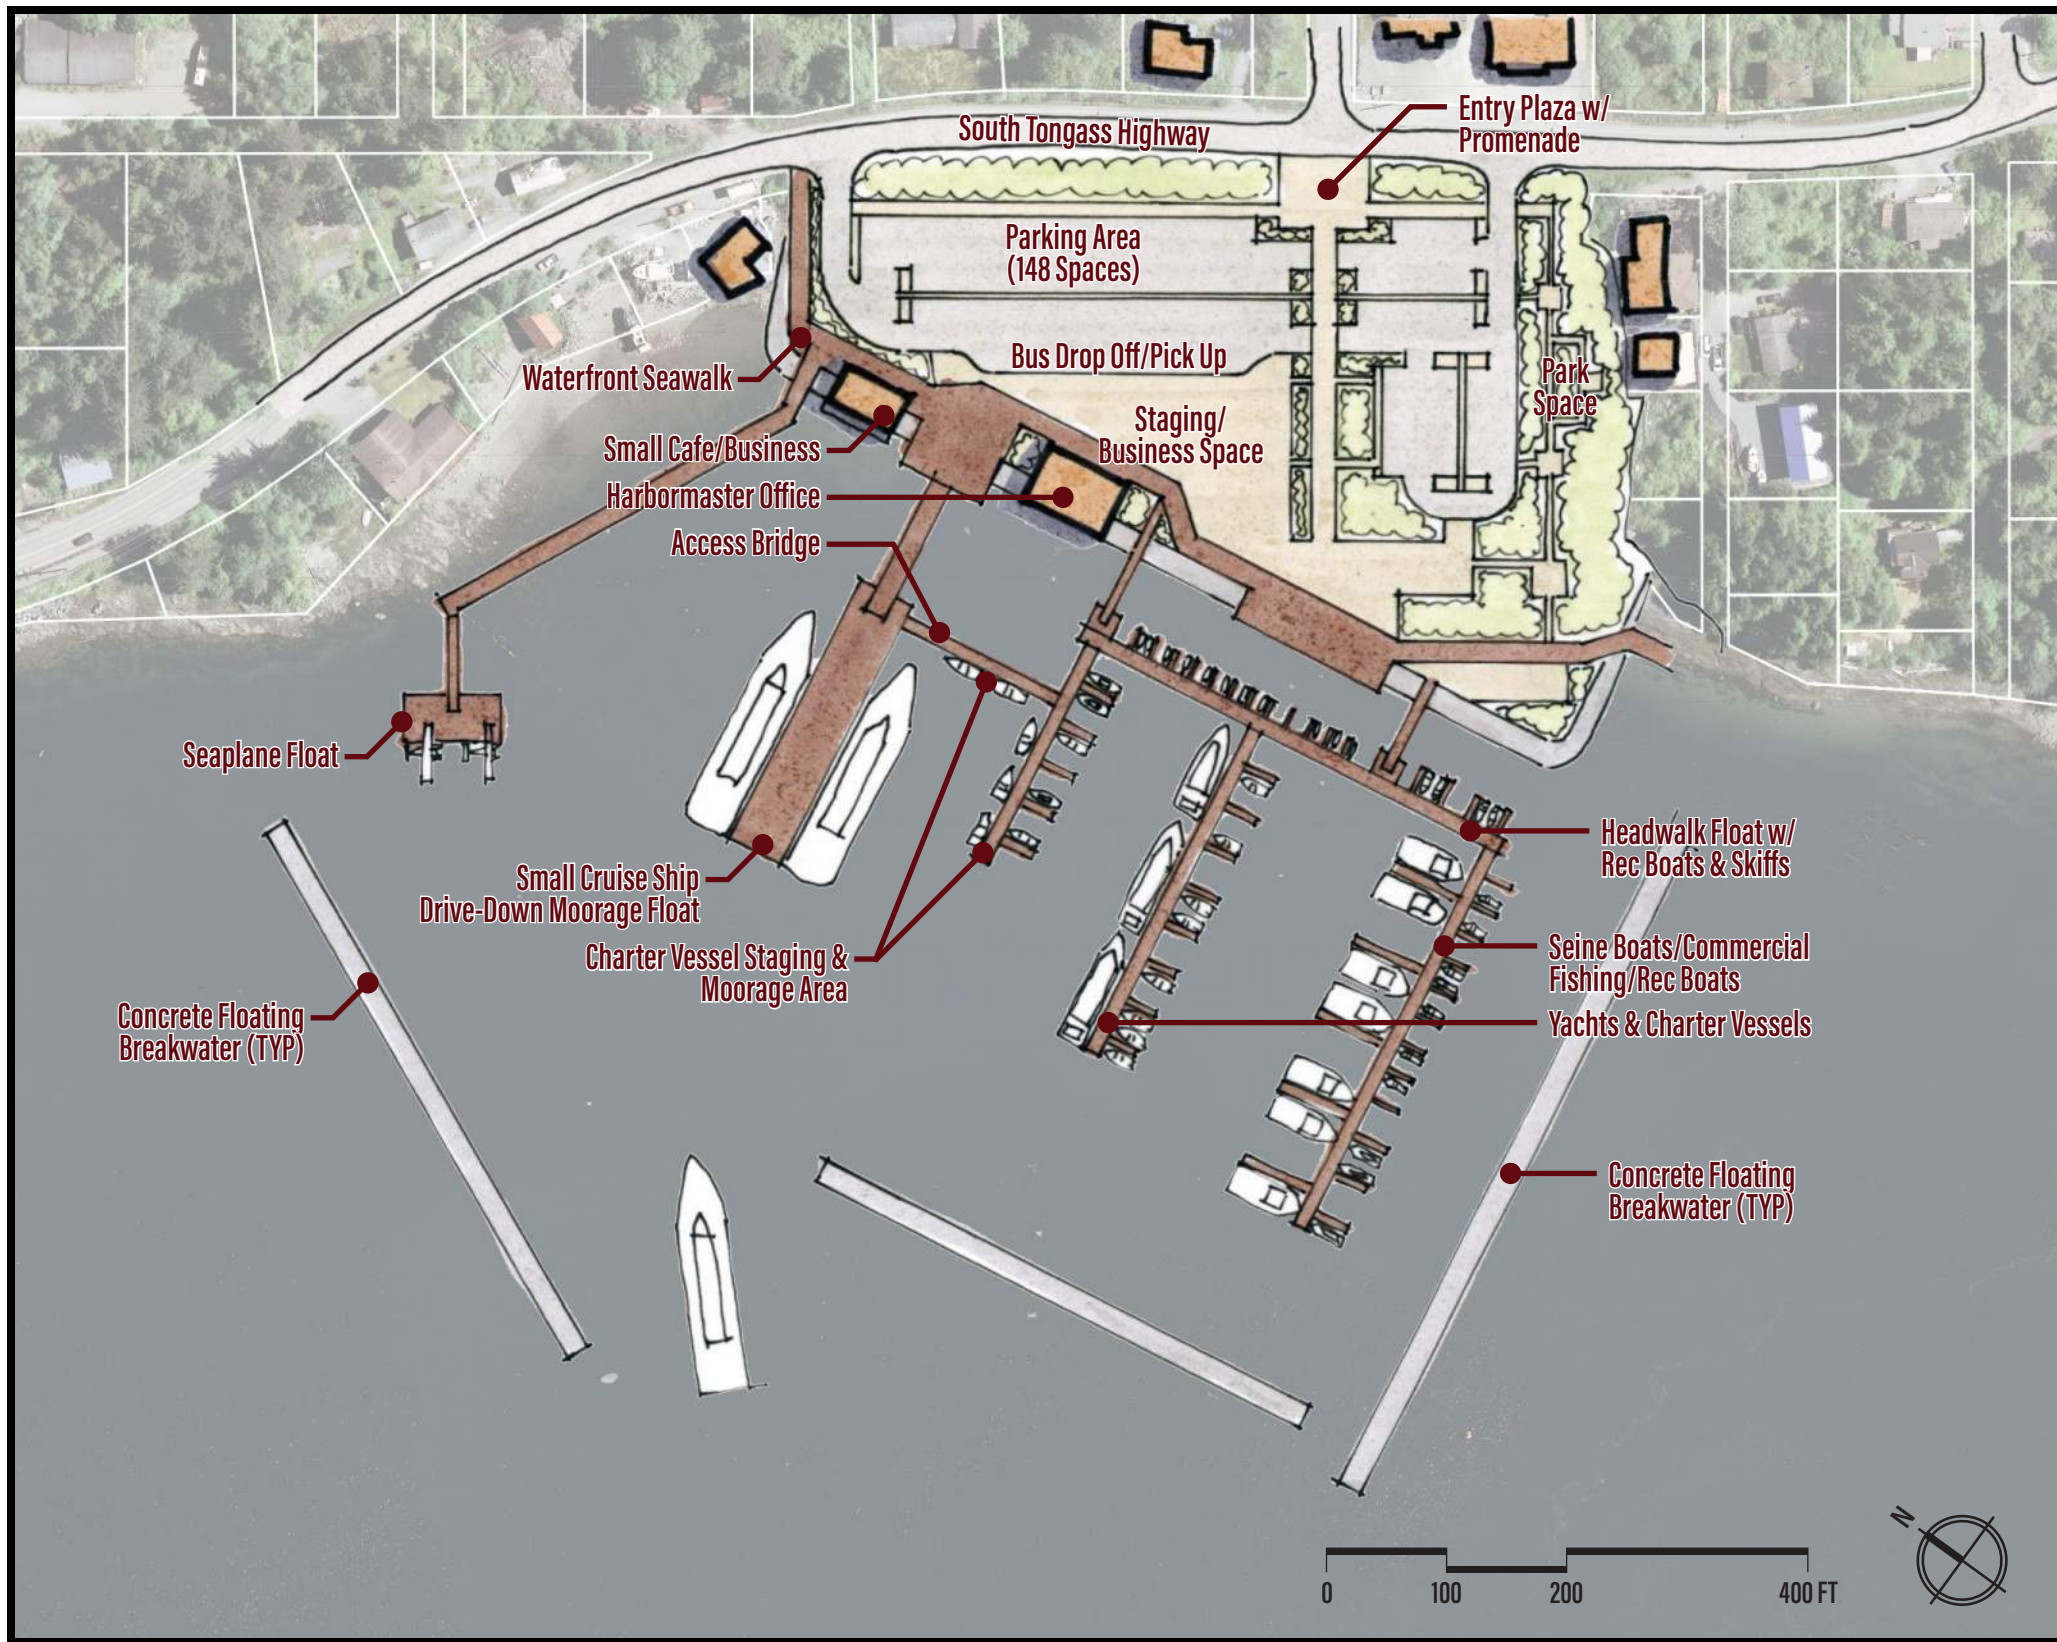 Entry Plaza w/
Promenade
South Tongass Highway
Parking Area
(148 Spaces)
Bus Drop Off/Pick Up
Waterfront Seawalk
Park
Space
Staging/
Business Space
Small Cafe/Business
Harbormaster Office
Access Bridge
Seaplane Float
Headwalk Float w/
Rec Boats & Skiffs
Small Cruise Ship
Drive-Down Moorage Float
Charter Vessel Staging &
Moorage Area
Seine Boats/Commercial
Fishing/Rec Boats
Concrete Floating
Breakwater (TYP)
Yachts & Charter Vessels
Concrete Floating
Breakwater (TYP)
N
0 100 200 400 FT